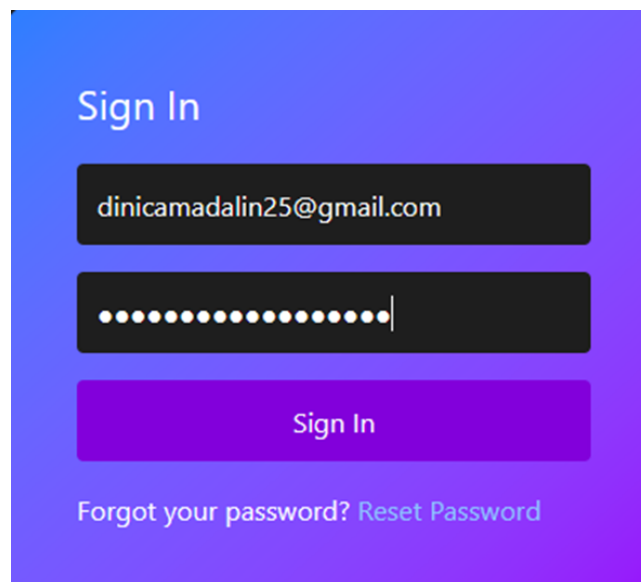 Sign In
dinicamadalin25@gmail.com
••••••••••••••••••
Sign In
Forgot your password? Reset Password